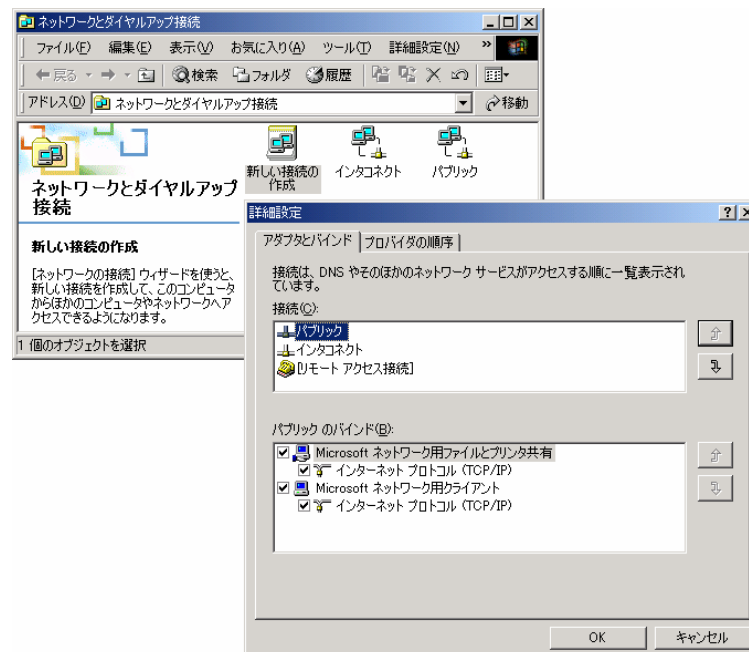 ネットワークとダイヤルアップ接続
ファイル(F) 編集(E) 表示(V) お気に入り(A) ツール(T) 詳細設定(N) »
戻る 検索 フォルダ 履歴
アドレス(D) ネットワークとダイヤルアップ接続 移動
新しい接続の
作成
インタコネクト
パブリック
ネットワークとダイヤルアップ
接続
新しい接続の作成
[ネットワークの接続] ウィザードを使うと、
新しい接続を作成して、このコンピュータ
からほかのコンピュータやネットワークへア
クセスできるようになります。
1 個のオブジェクトを選択
詳細設定
アダプタとバインド プロバイダの順序
接続は、DNS やそのほかのネットワーク サービスがアクセスする順に一覧表示され
ています。
接続(C):
パブリック
インタコネクト
[リモート アクセス接続]
パブリック のバインド(B):
Microsoft ネットワーク用ファイルとプリンタ共有
インターネット プロトコル (TCP/IP)
Microsoft ネットワーク用クライアント
インターネット プロトコル (TCP/IP)
OK キャンセル